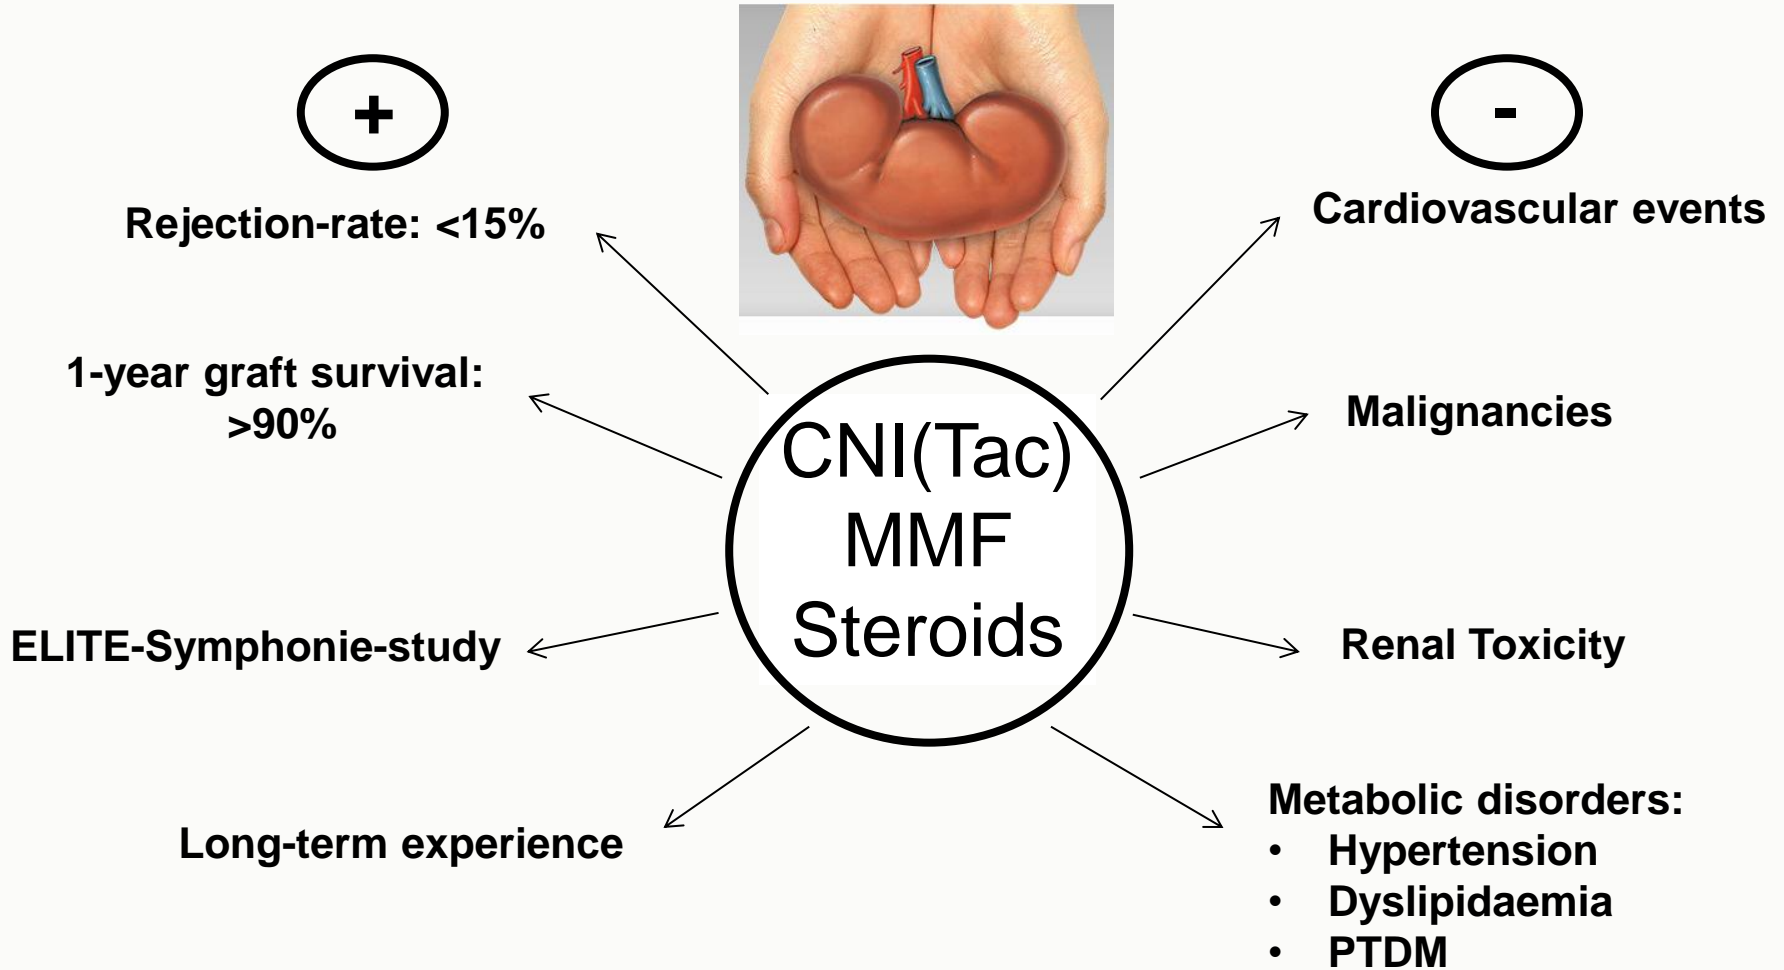 +
Rejection-rate: <15%
1-year graft survival:
>90%
ELITE-Symphonie-study
Long-term experience
CNI(Tac)
MMF
Steroids
-
Cardiovascular events
Malignancies
Renal Toxicity
Metabolic disorders:
• Hypertension
• Dyslipidaemia
• PTDM